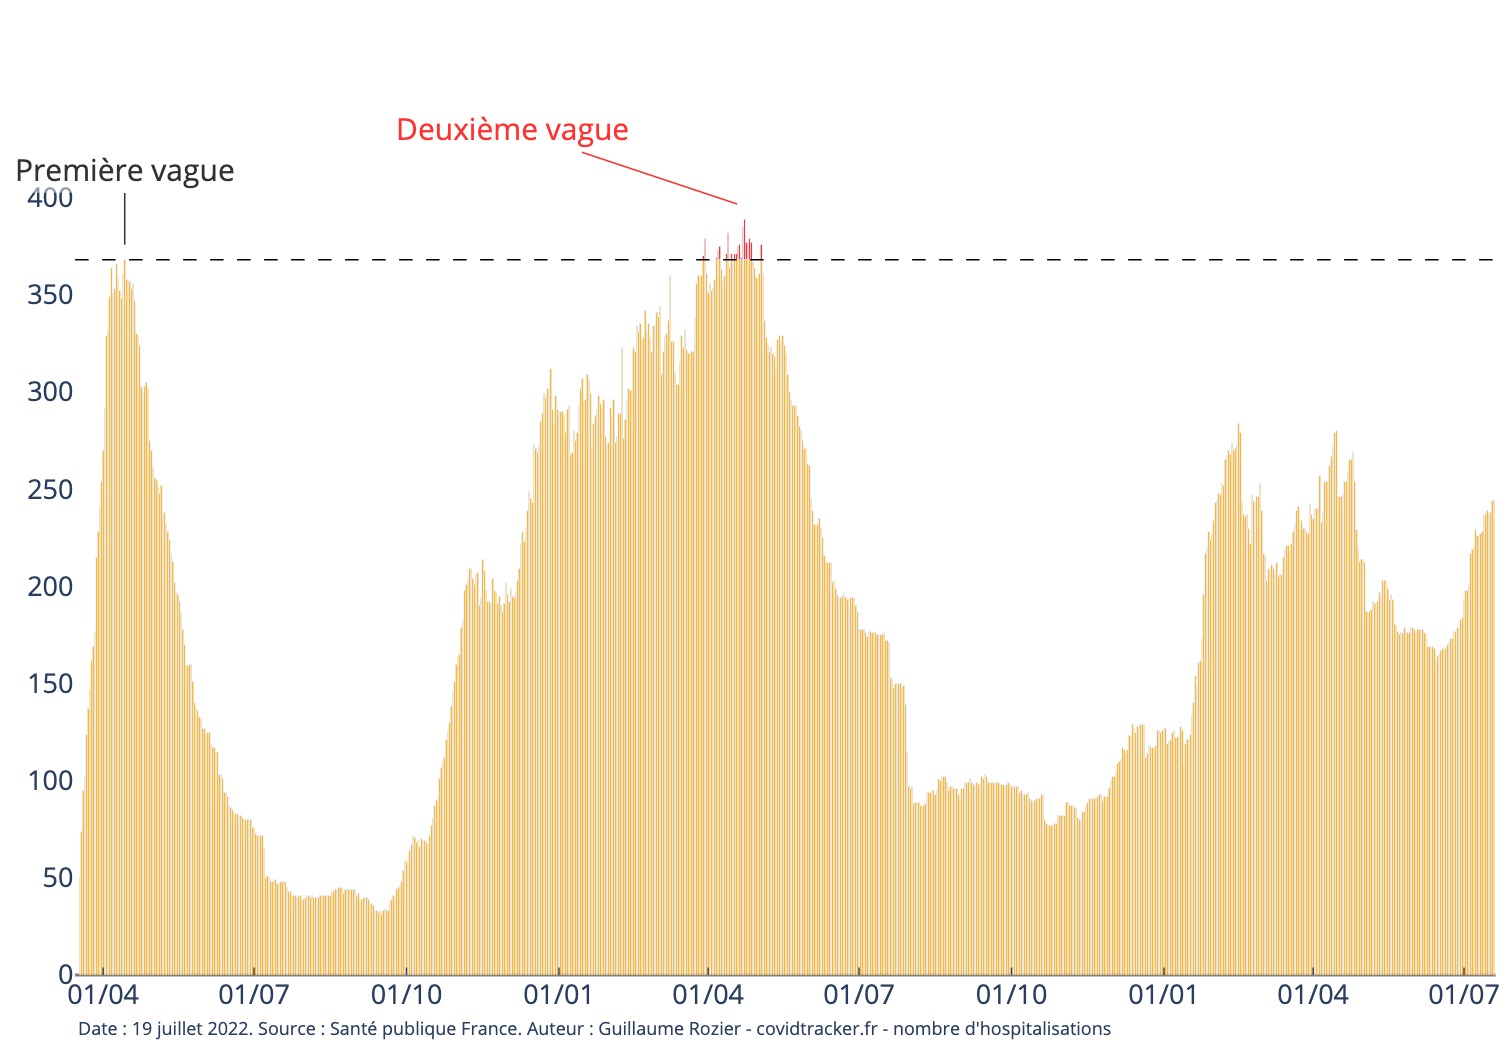 Deuxième vague
Première vague
400
350
300
250
200
150
100
50
0
01/04 01/07 01/10 01/01 01/04 01/07 01/10 01/01 01/04 01/07
Date : 19 juillet 2022. Source : Santé publique France. Auteur : Guillaume Rozier - covidtracker.fr - nombre d'hospitalisations